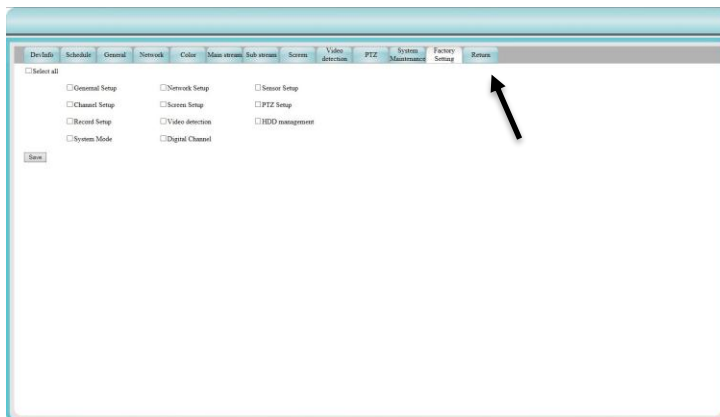 DevInfo Schedule General Network Color Main stream Sub stream Screen Video detection PTZ System Maintenance Factory Setting Return
Select all
Genernal Setup Network Setup Sensor Setup
Channel Setup Screen Setup PTZ Setup
Record Setup Video detection HDD management
System Mode Digital Channel
Save